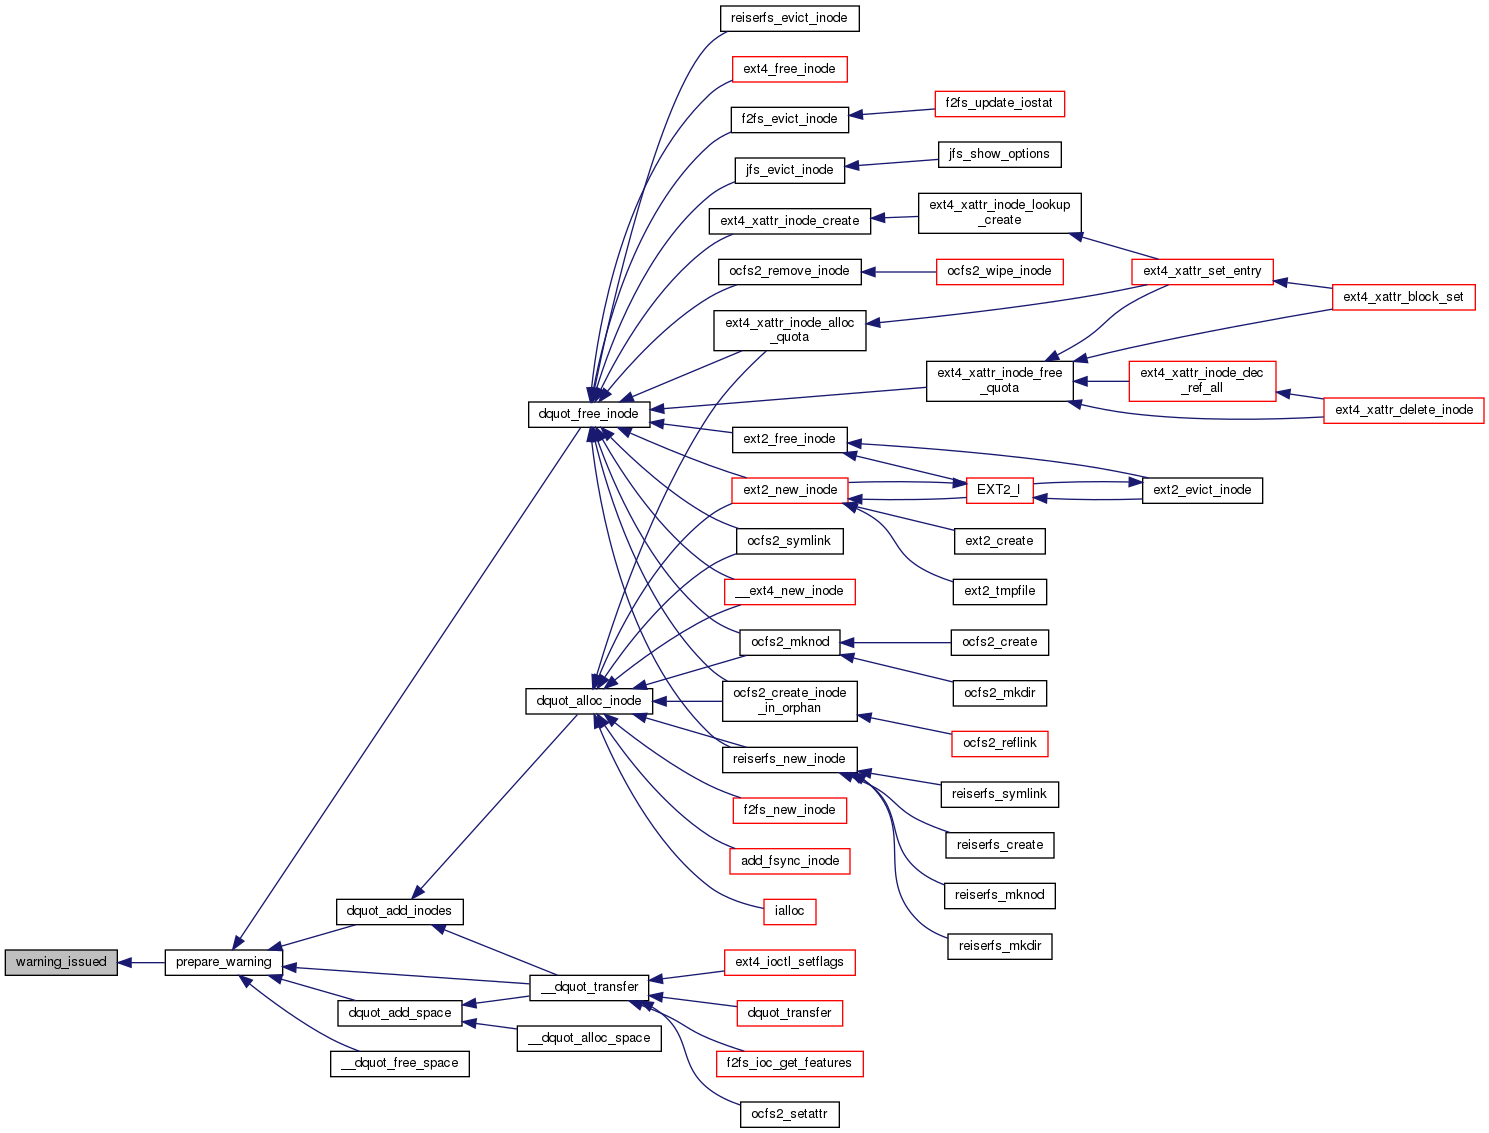 reiserfs_evict_inode
ext4_free_inode
f2fs_update_iostat
f2fs_evict_inode
jfs_show_options
jfs_evict_inode
ext4_xattr_inode_lookup
_create
ext4_xattr_inode_create
ocfs2_remove_inode
ocfs2_wipe_inode
ext4_xattr_set_entry
ext4_xattr_block_set
ext4_xattr_inode_alloc
_quota
ext4_xattr_inode_free
_quota
ext4_xattr_inode_dec
_ref_all
ext4_xattr_delete_inode
dquot_free_inode
ext2_free_inode
ext2_new_inode
EXT2_I
ext2_evict_inode
ocfs2_symlink
ext2_create
__ext4_new_inode
ext2_tmpfile
ocfs2_mknod
ocfs2_create
dquot_alloc_inode
ocfs2_create_inode
_in_orphan
ocfs2_mkdir
ocfs2_reflink
reiserfs_new_inode
reiserfs_symlink
f2fs_new_inode
reiserfs_create
add_fsync_inode
reiserfs_mknod
ialloc
dquot_add_inodes
reiserfs_mkdir
warning_issued
prepare_warning
ext4_ioctl_setflags
__dquot_transfer
dquot_add_space
dquot_transfer
__dquot_alloc_space
__dquot_free_space
f2fs_ioc_get_features
ocfs2_setattr